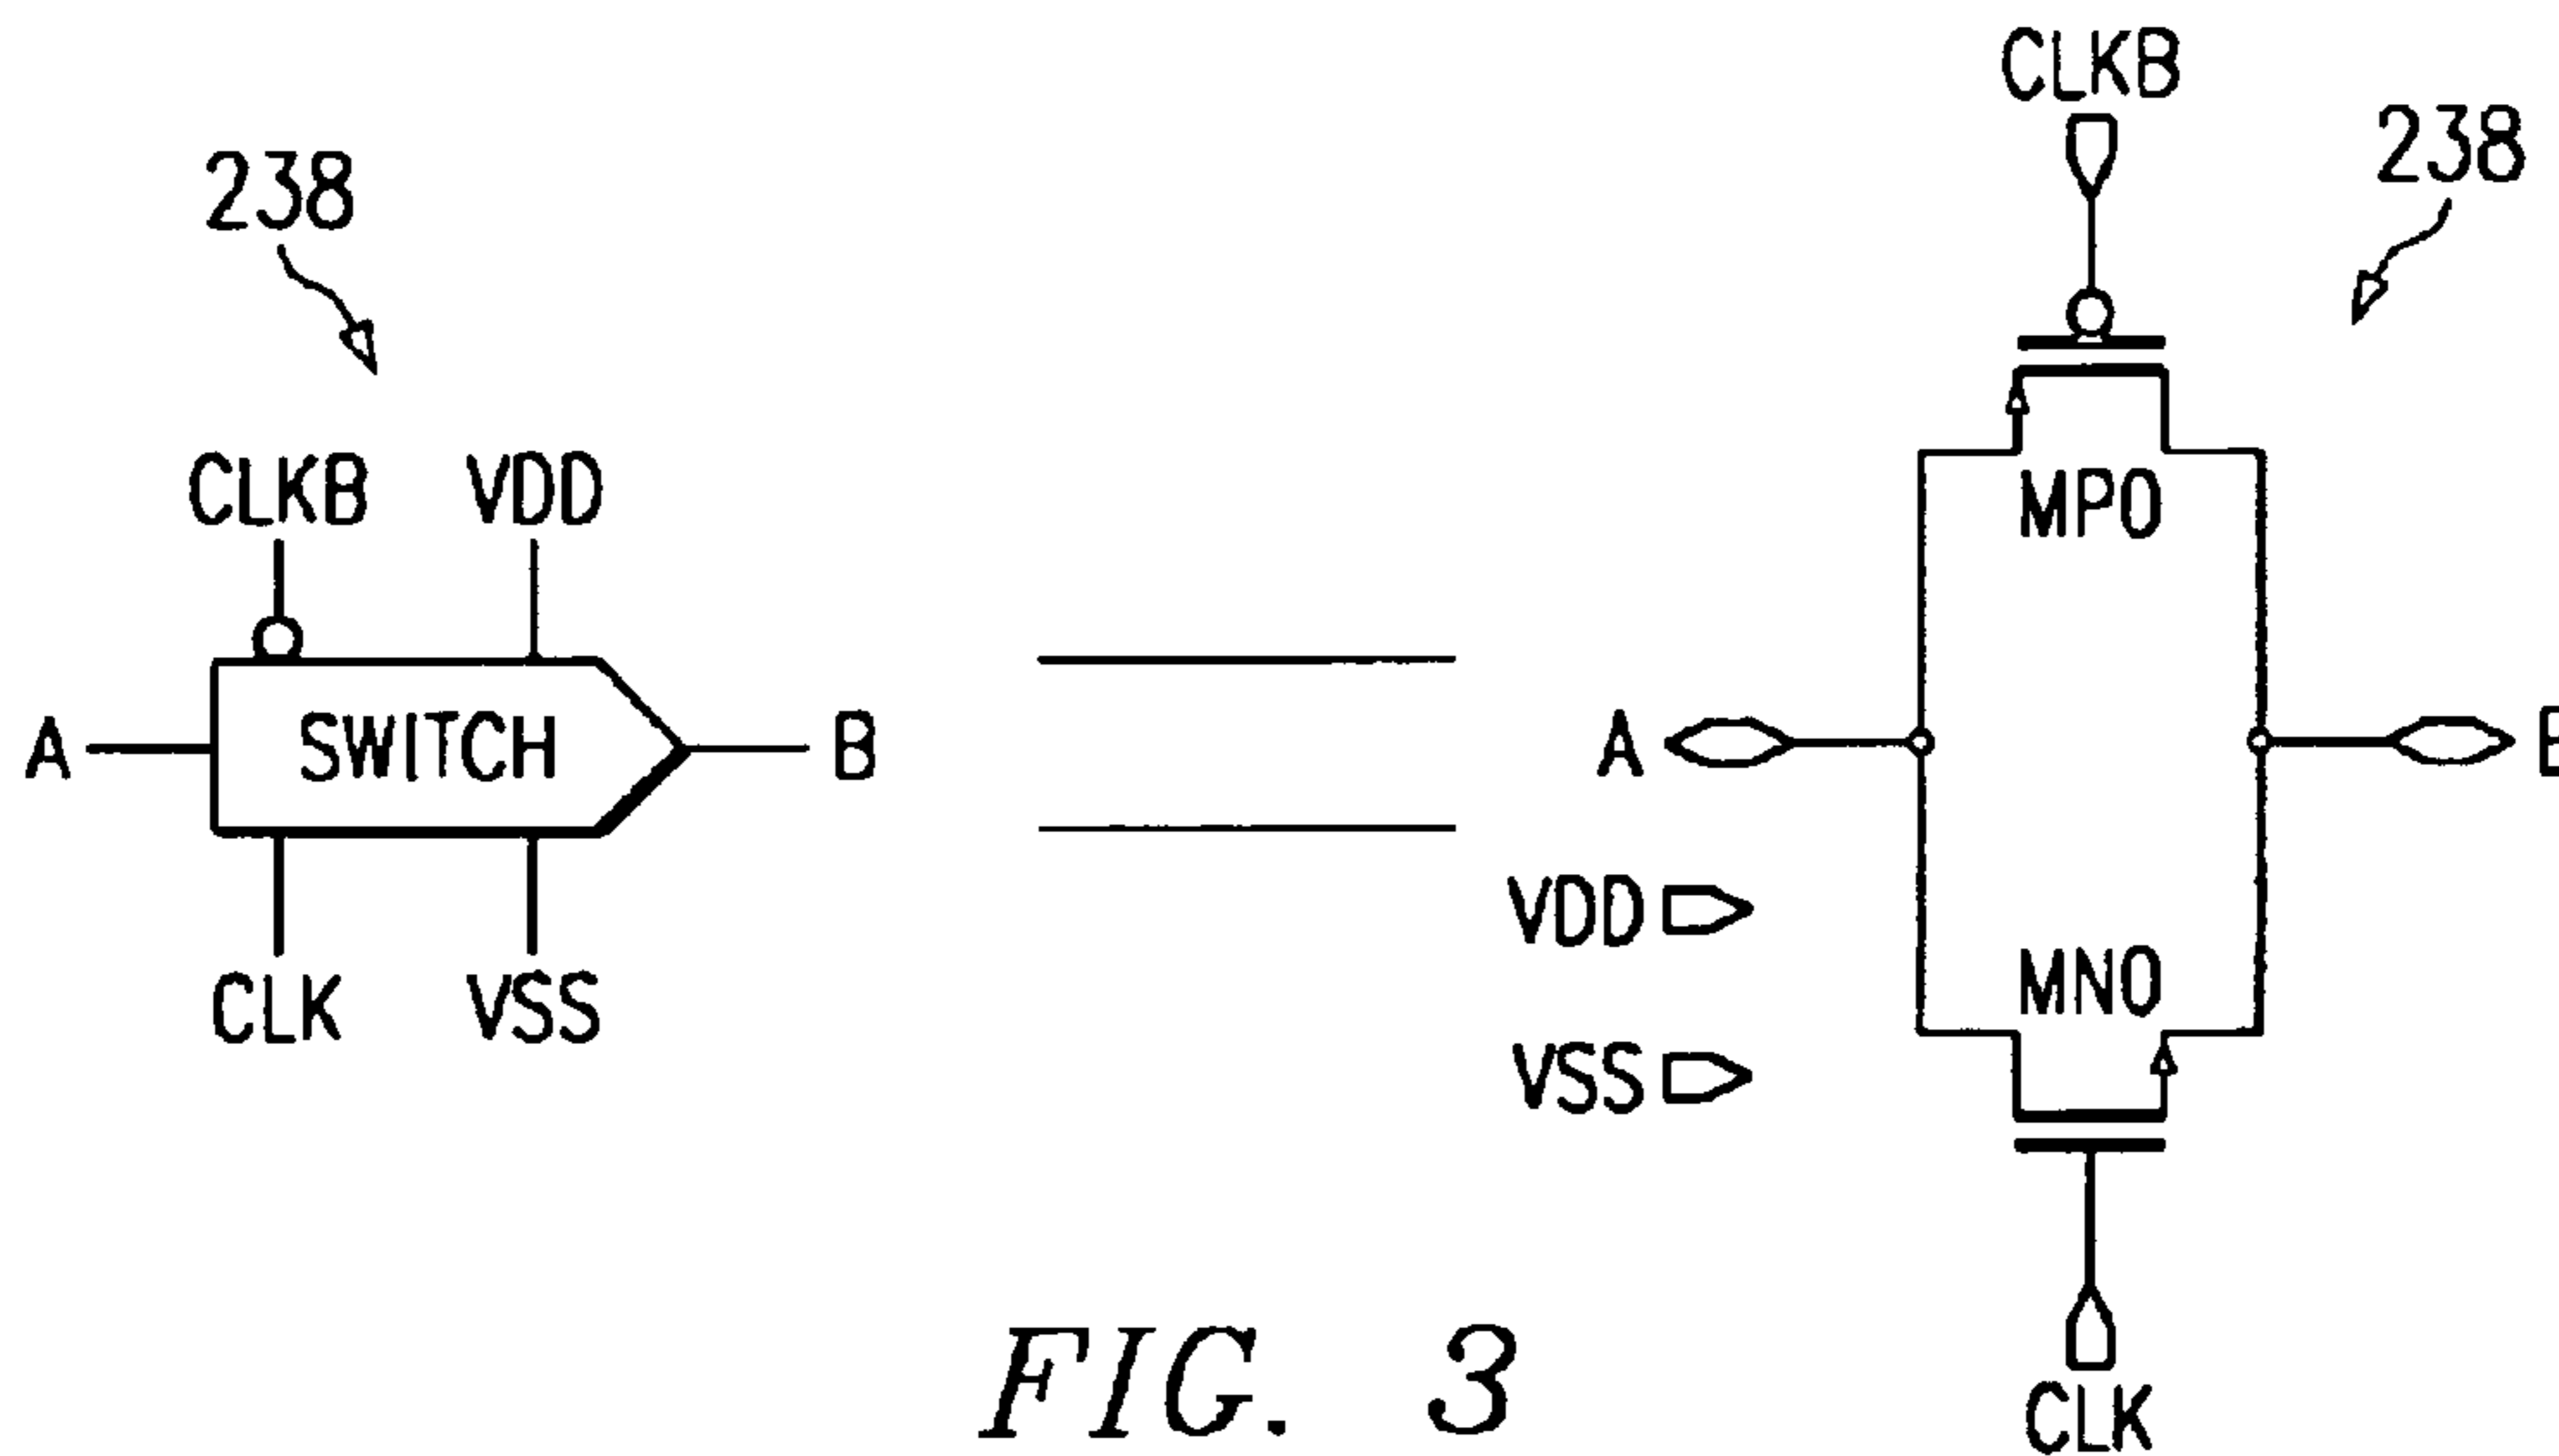 238
CLKB VDD
A SWITCH B
CLK VSS
CLKB
238
MP0
A
VDD
MN0
VSS
CLK
FIG. 3